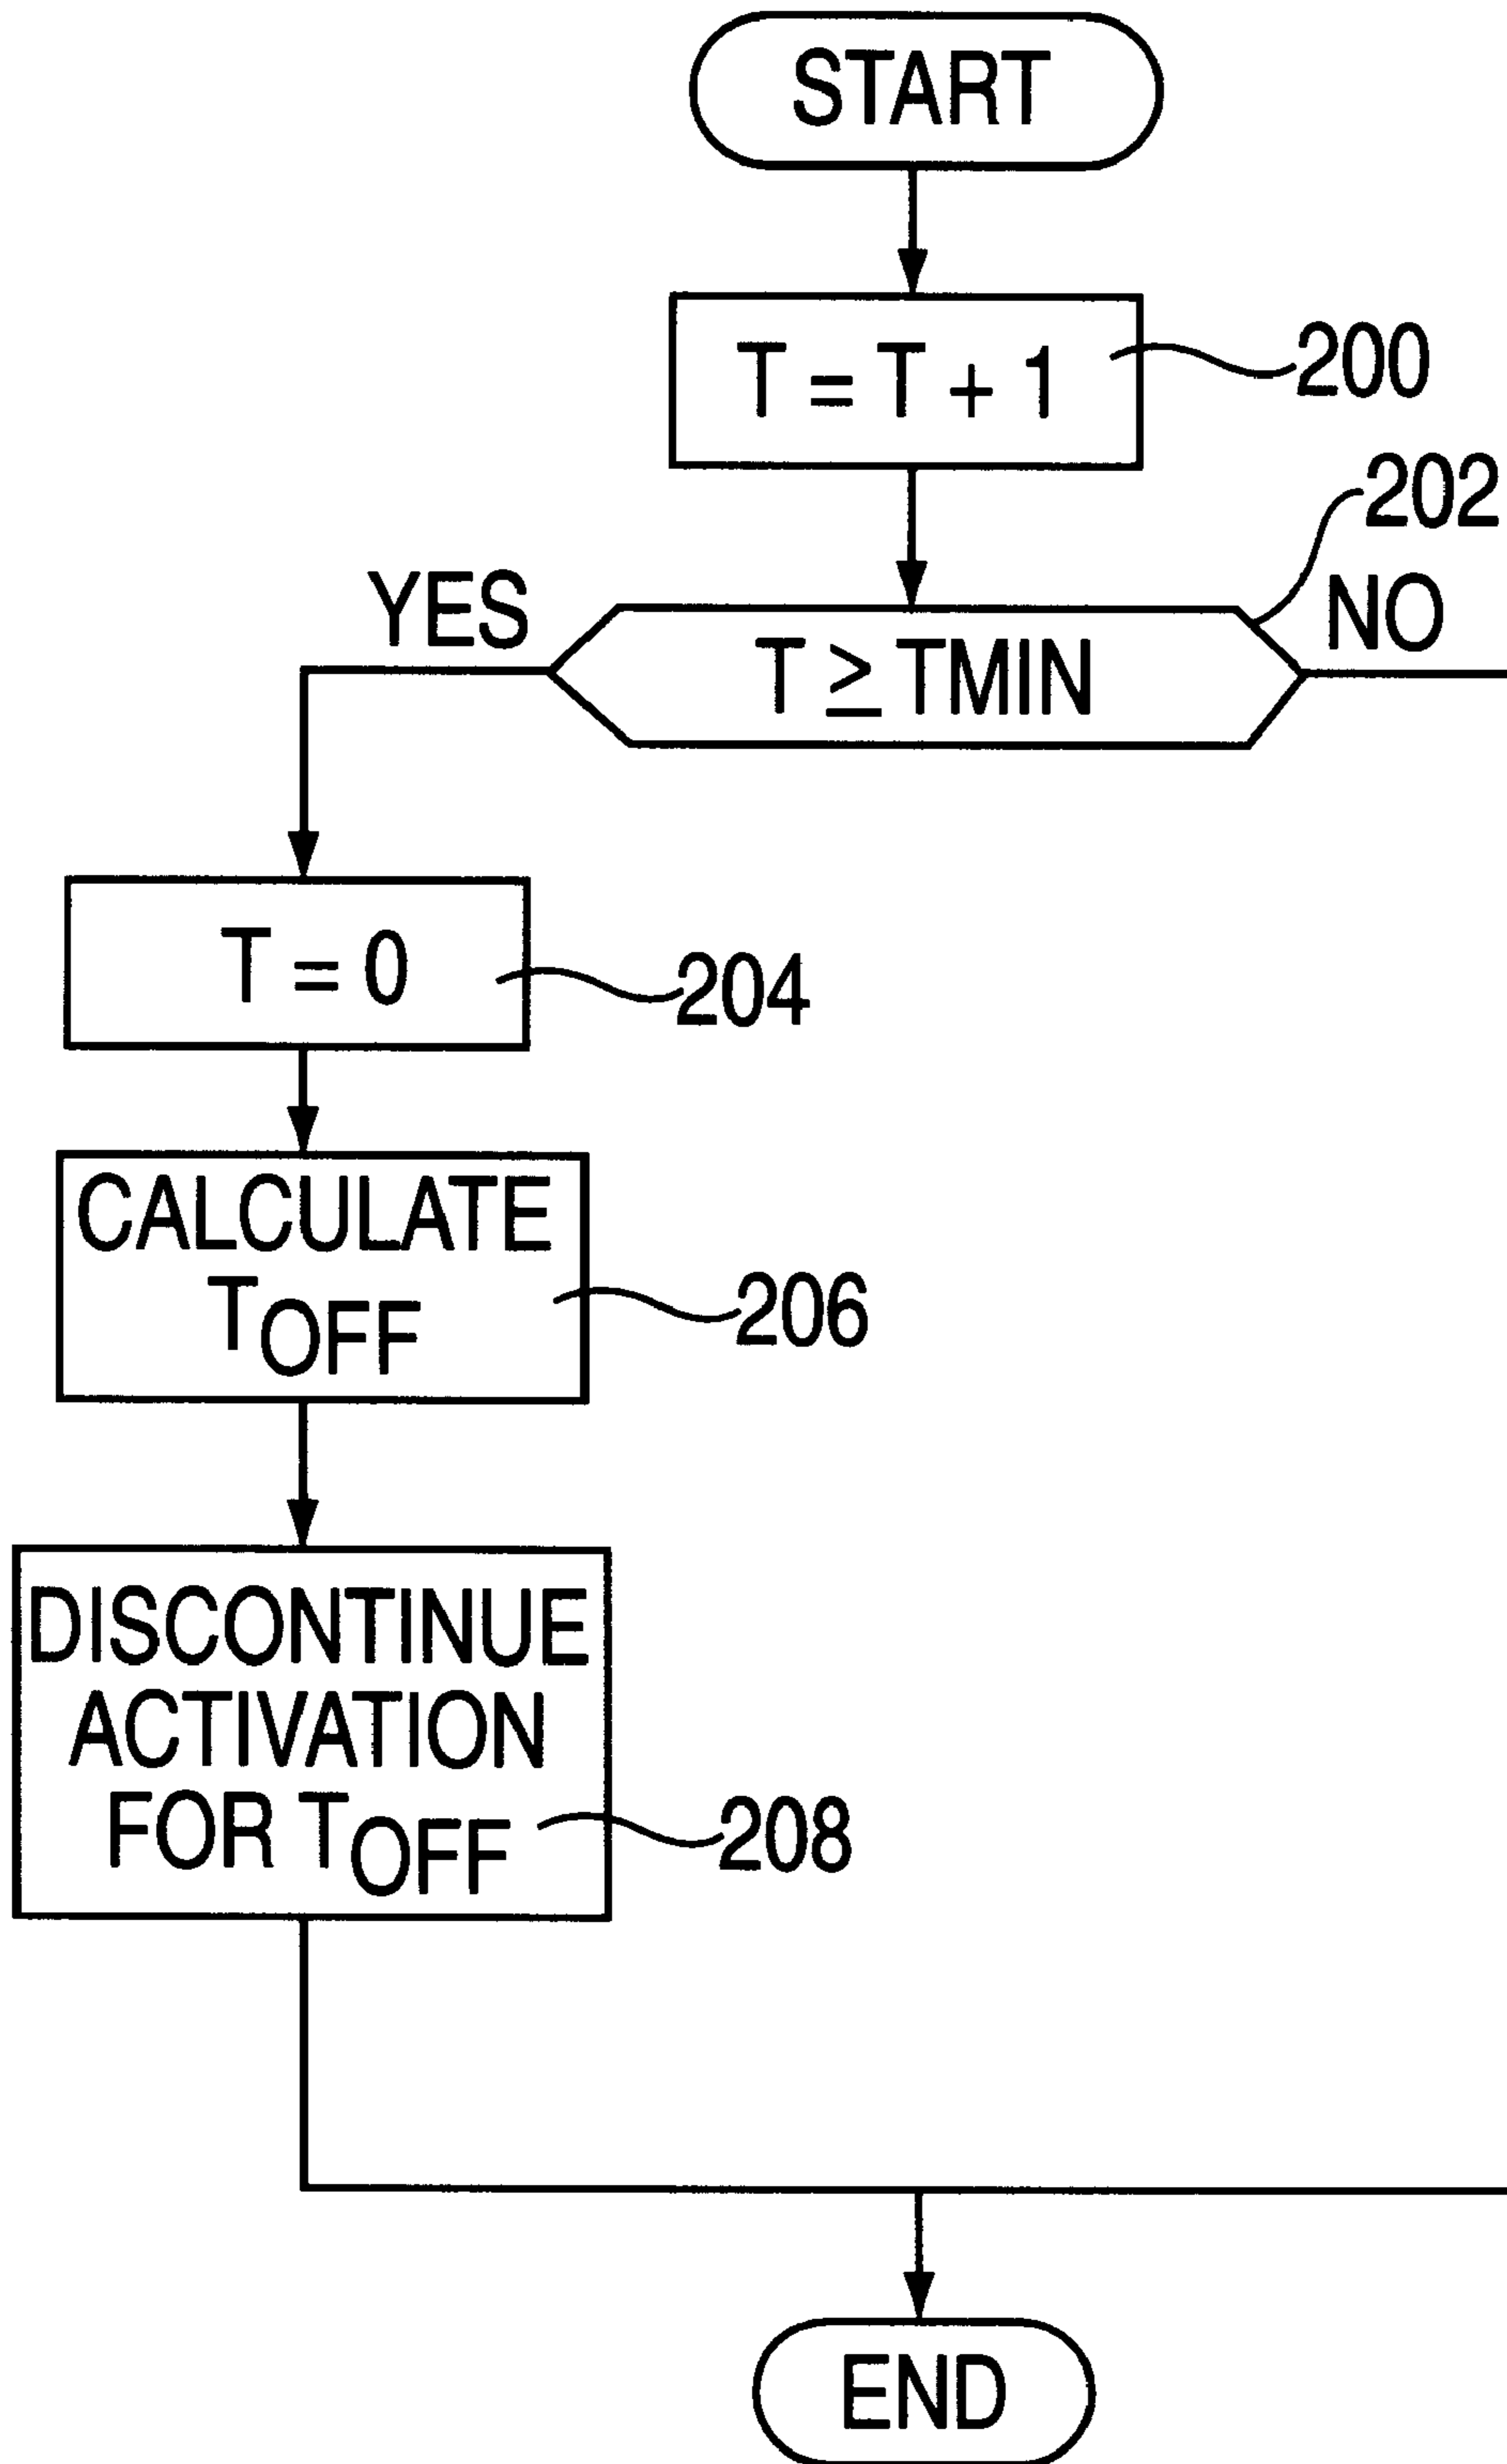 START
T = T + 1
200
202
YES
NO
T ≥ TMIN
T = 0
204
CALCULATE
TOFF
206
DISCONTINUE
ACTIVATION
FOR TOFF
208
END